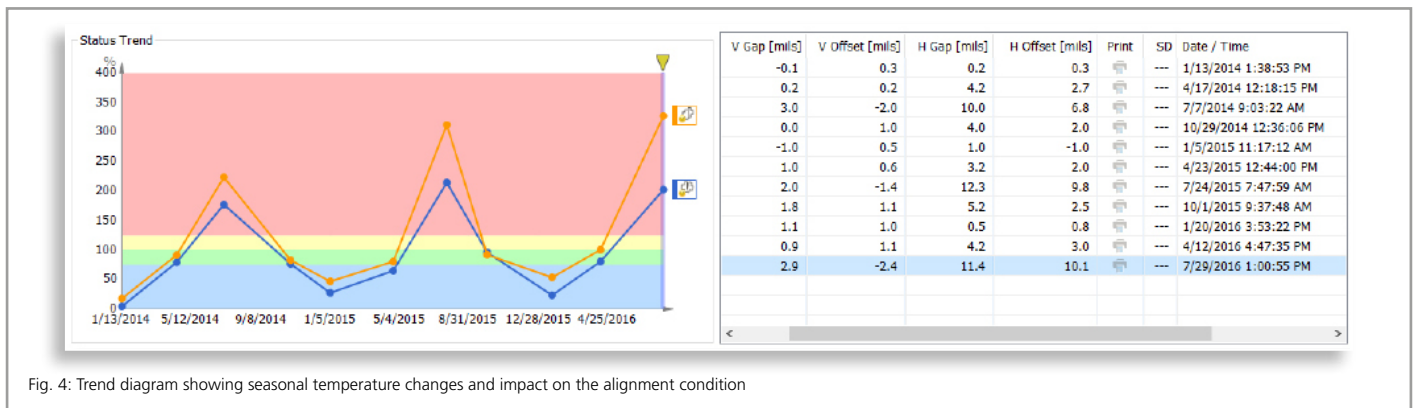 Status Trend
%
400
350
300
250
200
150
100
50
0
1/13/2014 5/12/2014 9/8/2014 1/5/2015 5/4/2015 8/31/2015 12/28/2015 4/25/2016
V Gap [mils] V Offset [mils] H Gap [mils] H Offset [mils] Print SD Date / Time
-0.1 0.3 0.2 0.3 --- 1/13/2014 1:38:53 PM
0.2 0.2 4.2 2.7 --- 4/17/2014 12:18:15 PM
3.0 -2.0 10.0 6.8 --- 7/7/2014 9:03:22 AM
0.0 1.0 4.0 2.0 --- 10/29/2014 12:36:06 PM
-1.0 0.5 1.0 -1.0 --- 1/5/2015 11:17:12 AM
1.0 0.6 3.2 2.0 --- 4/23/2015 12:44:00 PM
2.0 -1.4 12.3 9.8 --- 7/24/2015 7:47:59 AM
1.8 1.1 5.2 2.5 --- 10/1/2015 9:37:48 AM
1.1 1.0 0.5 0.8 --- 1/20/2016 3:53:22 PM
0.9 1.1 4.2 3.0 --- 4/12/2016 4:47:35 PM
2.9 -2.4 11.4 10.1 --- 7/29/2016 1:00:55 PM
< >
Fig. 4: Trend diagram showing seasonal temperature changes and impact on the alignment condition